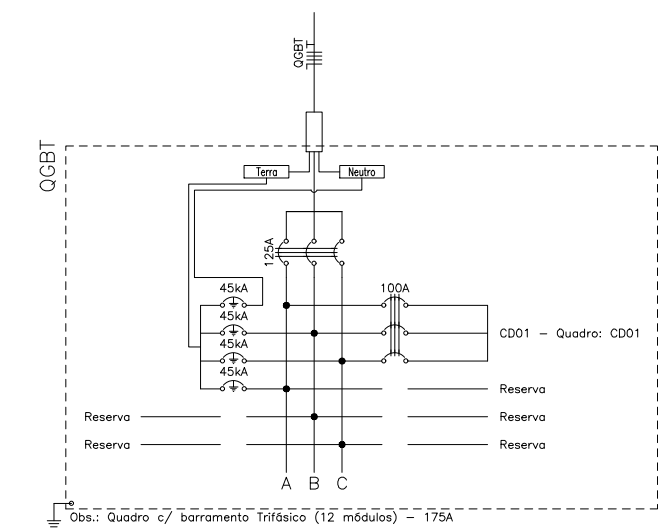 QGBT
QGBT
Terra
Neutro
125A
45kA
100A
45kA
CD01 - Quadro: CD01
45kA
45kA
Reserva
Reserva
Reserva
Reserva
Reserva
A B C
Obs.: Quadro c/ barramento Trifásico (12 módulos) - 175A